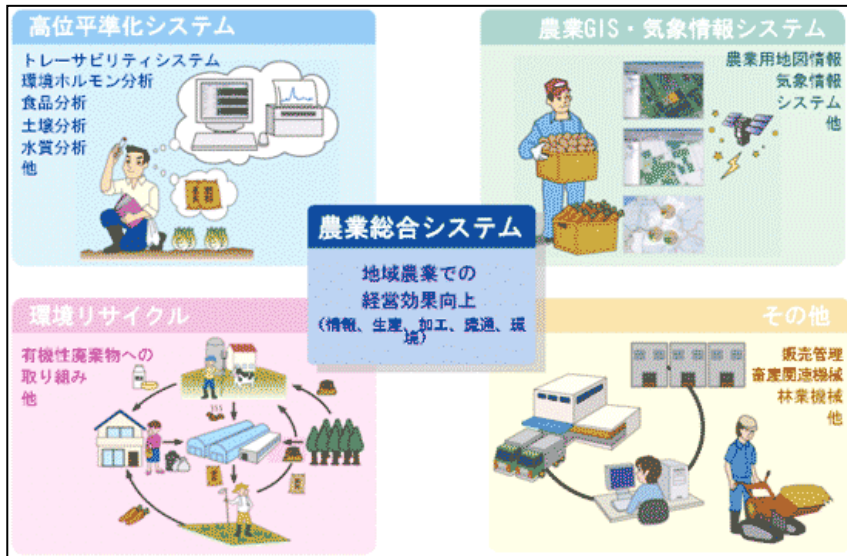 高位平準化システム
トレーサビリティシステム
環境ホルモン分析
食品分析
土壌分析
水質分析
他
農業GIS・気象情報システム
農業用地図情報
気象情報
システム
他
農業総合システム
地域農業での
経営効果向上
（情報、生産、加工、流通、環
境）
環境リサイクル
有機性廃棄物への
取り組み
他
その他
販売管理
畜産関連機械
林業機械
他